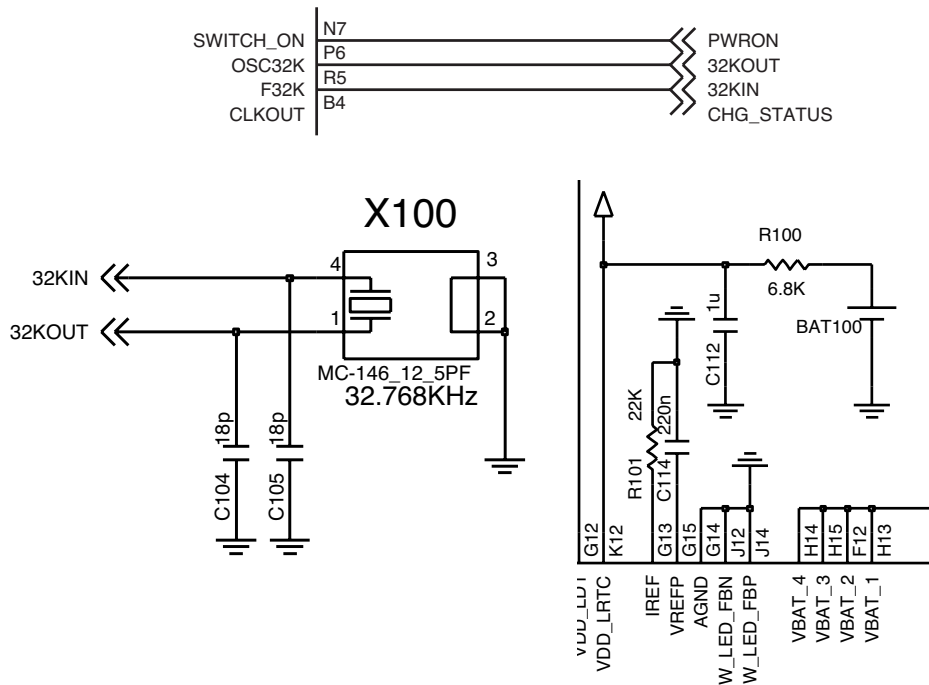 SWITCH_ON N7 PWRON
OSC32K P6 32KOUT
F32K R5 32KIN
CLKOUT B4 CHG_STATUS
X100
32KIN 4 3
32KOUT 1 2
MC-146_12_5PF
32.768KHz
18p
C104
18p
C105
R100
6.8K
BAT100
1u
C112
22K
R101
220n
C114
G12
K12
G13
G15
G14
J12
J14
H14
H15
F12
H13
VDD_LDT
VDD_LRTC
IREF
VREFP
AGND
W_LED_FBN
W_LED_FBP
VBAT_4
VBAT_3
VBAT_2
VBAT_1